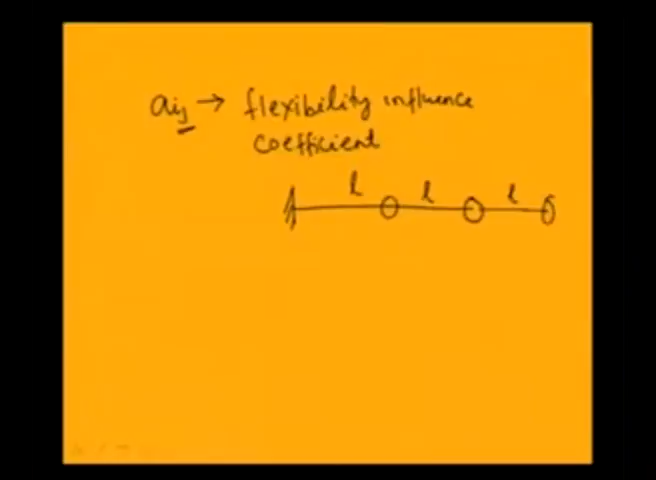 aij → flexibility influence
coefficient
l l l